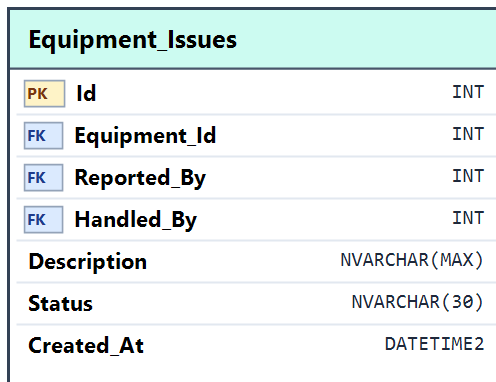 Equipment_Issues
PK Id INT
FK Equipment_Id INT
FK Reported_By INT
FK Handled_By INT
Description NVARCHAR(MAX)
Status NVARCHAR(30)
Created_At DATETIME2